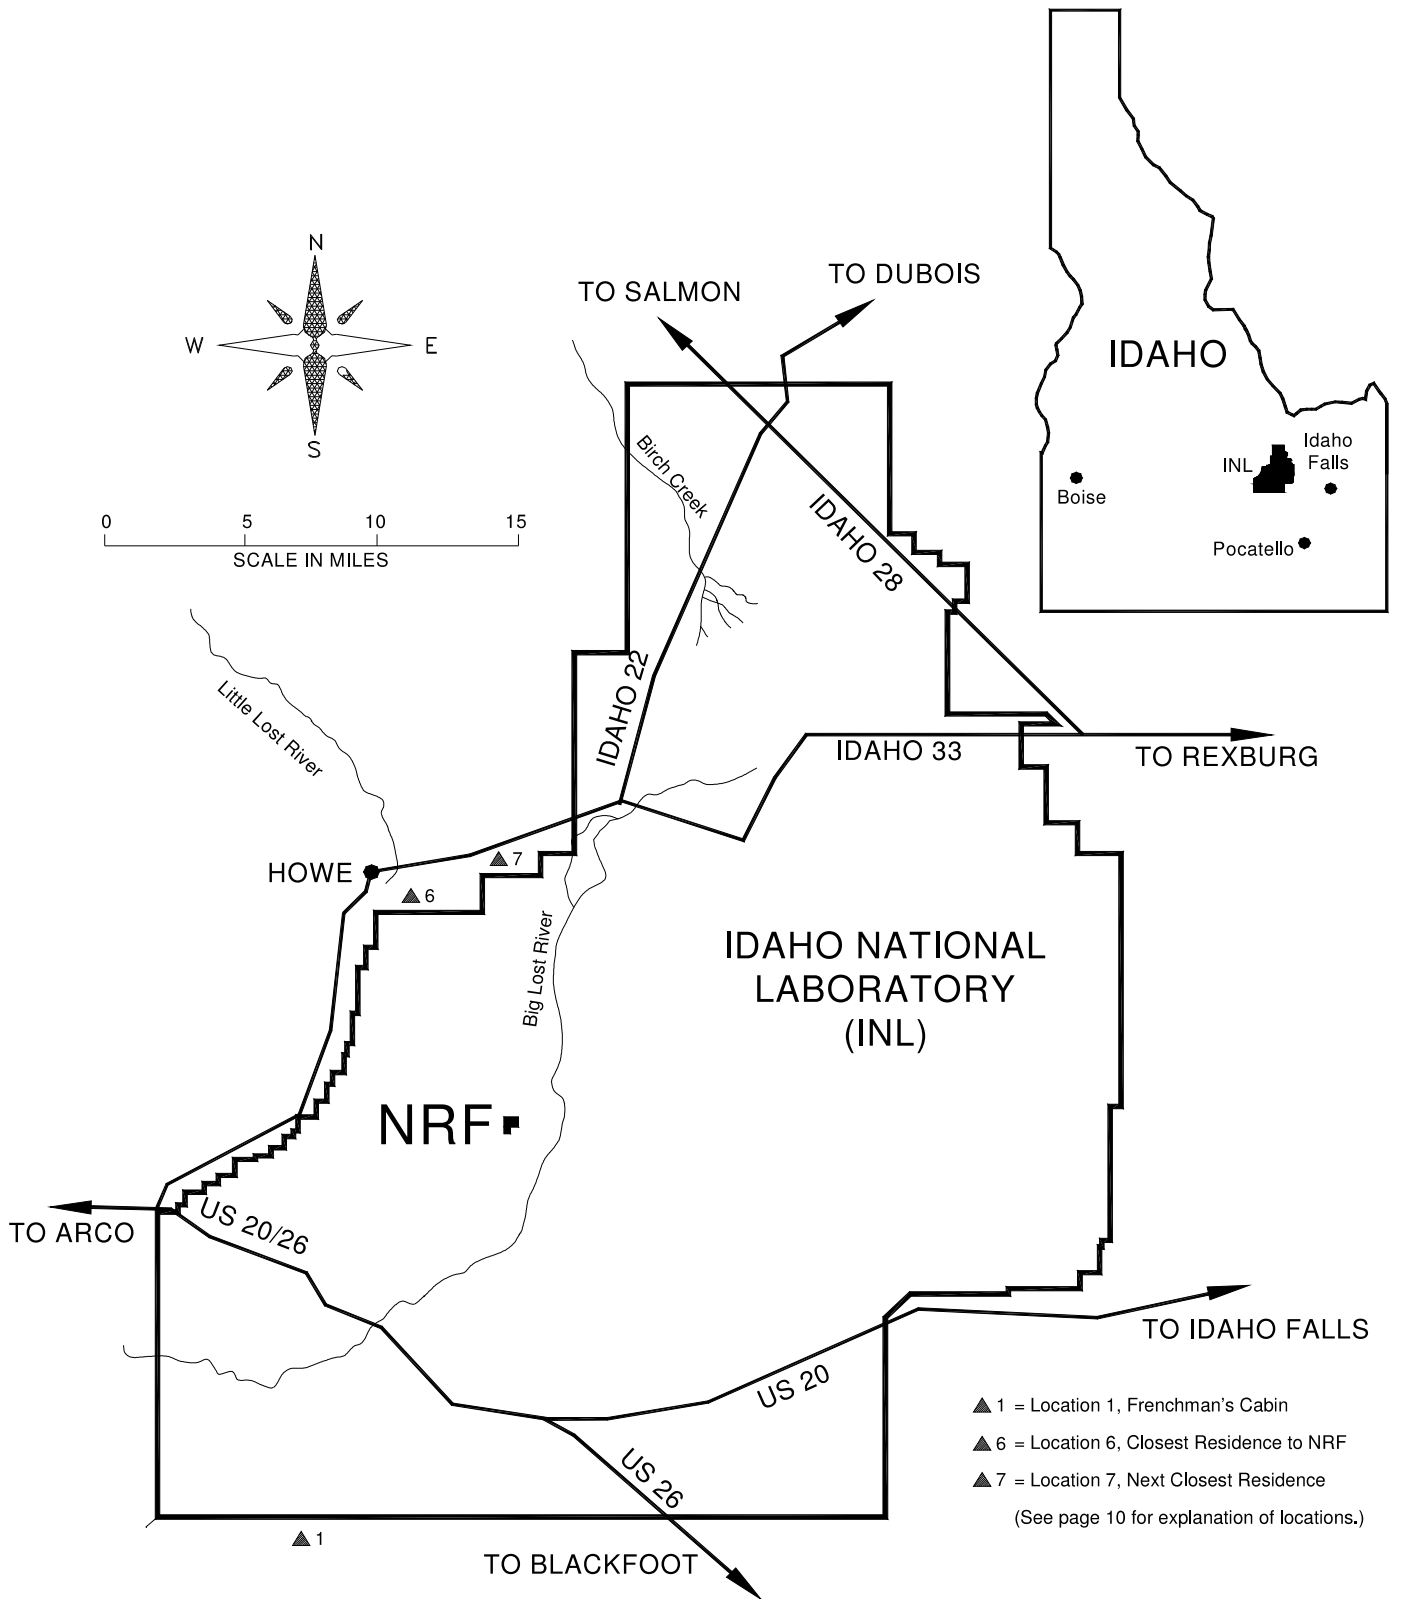 IDAHO
INL
Idaho
Falls
Boise
Pocatello
N
W
E
S
0 5 10 15
SCALE IN MILES
TO SALMON
TO DUBOIS
Birch Creek
IDAHO 28
Little Lost River
IDAHO 22
IDAHO 33
TO REXBURG
HOWE
7
6
Big Lost River
IDAHO NATIONAL
LABORATORY
(INL)
NRF
TO ARCO
US 20/26
TO IDAHO FALLS
US 20
US 26
1
TO BLACKFOOT
1 = Location 1, Frenchman's Cabin
6 = Location 6, Closest Residence to NRF
7 = Location 7, Next Closest Residence
(See page 10 for explanation of locations.)